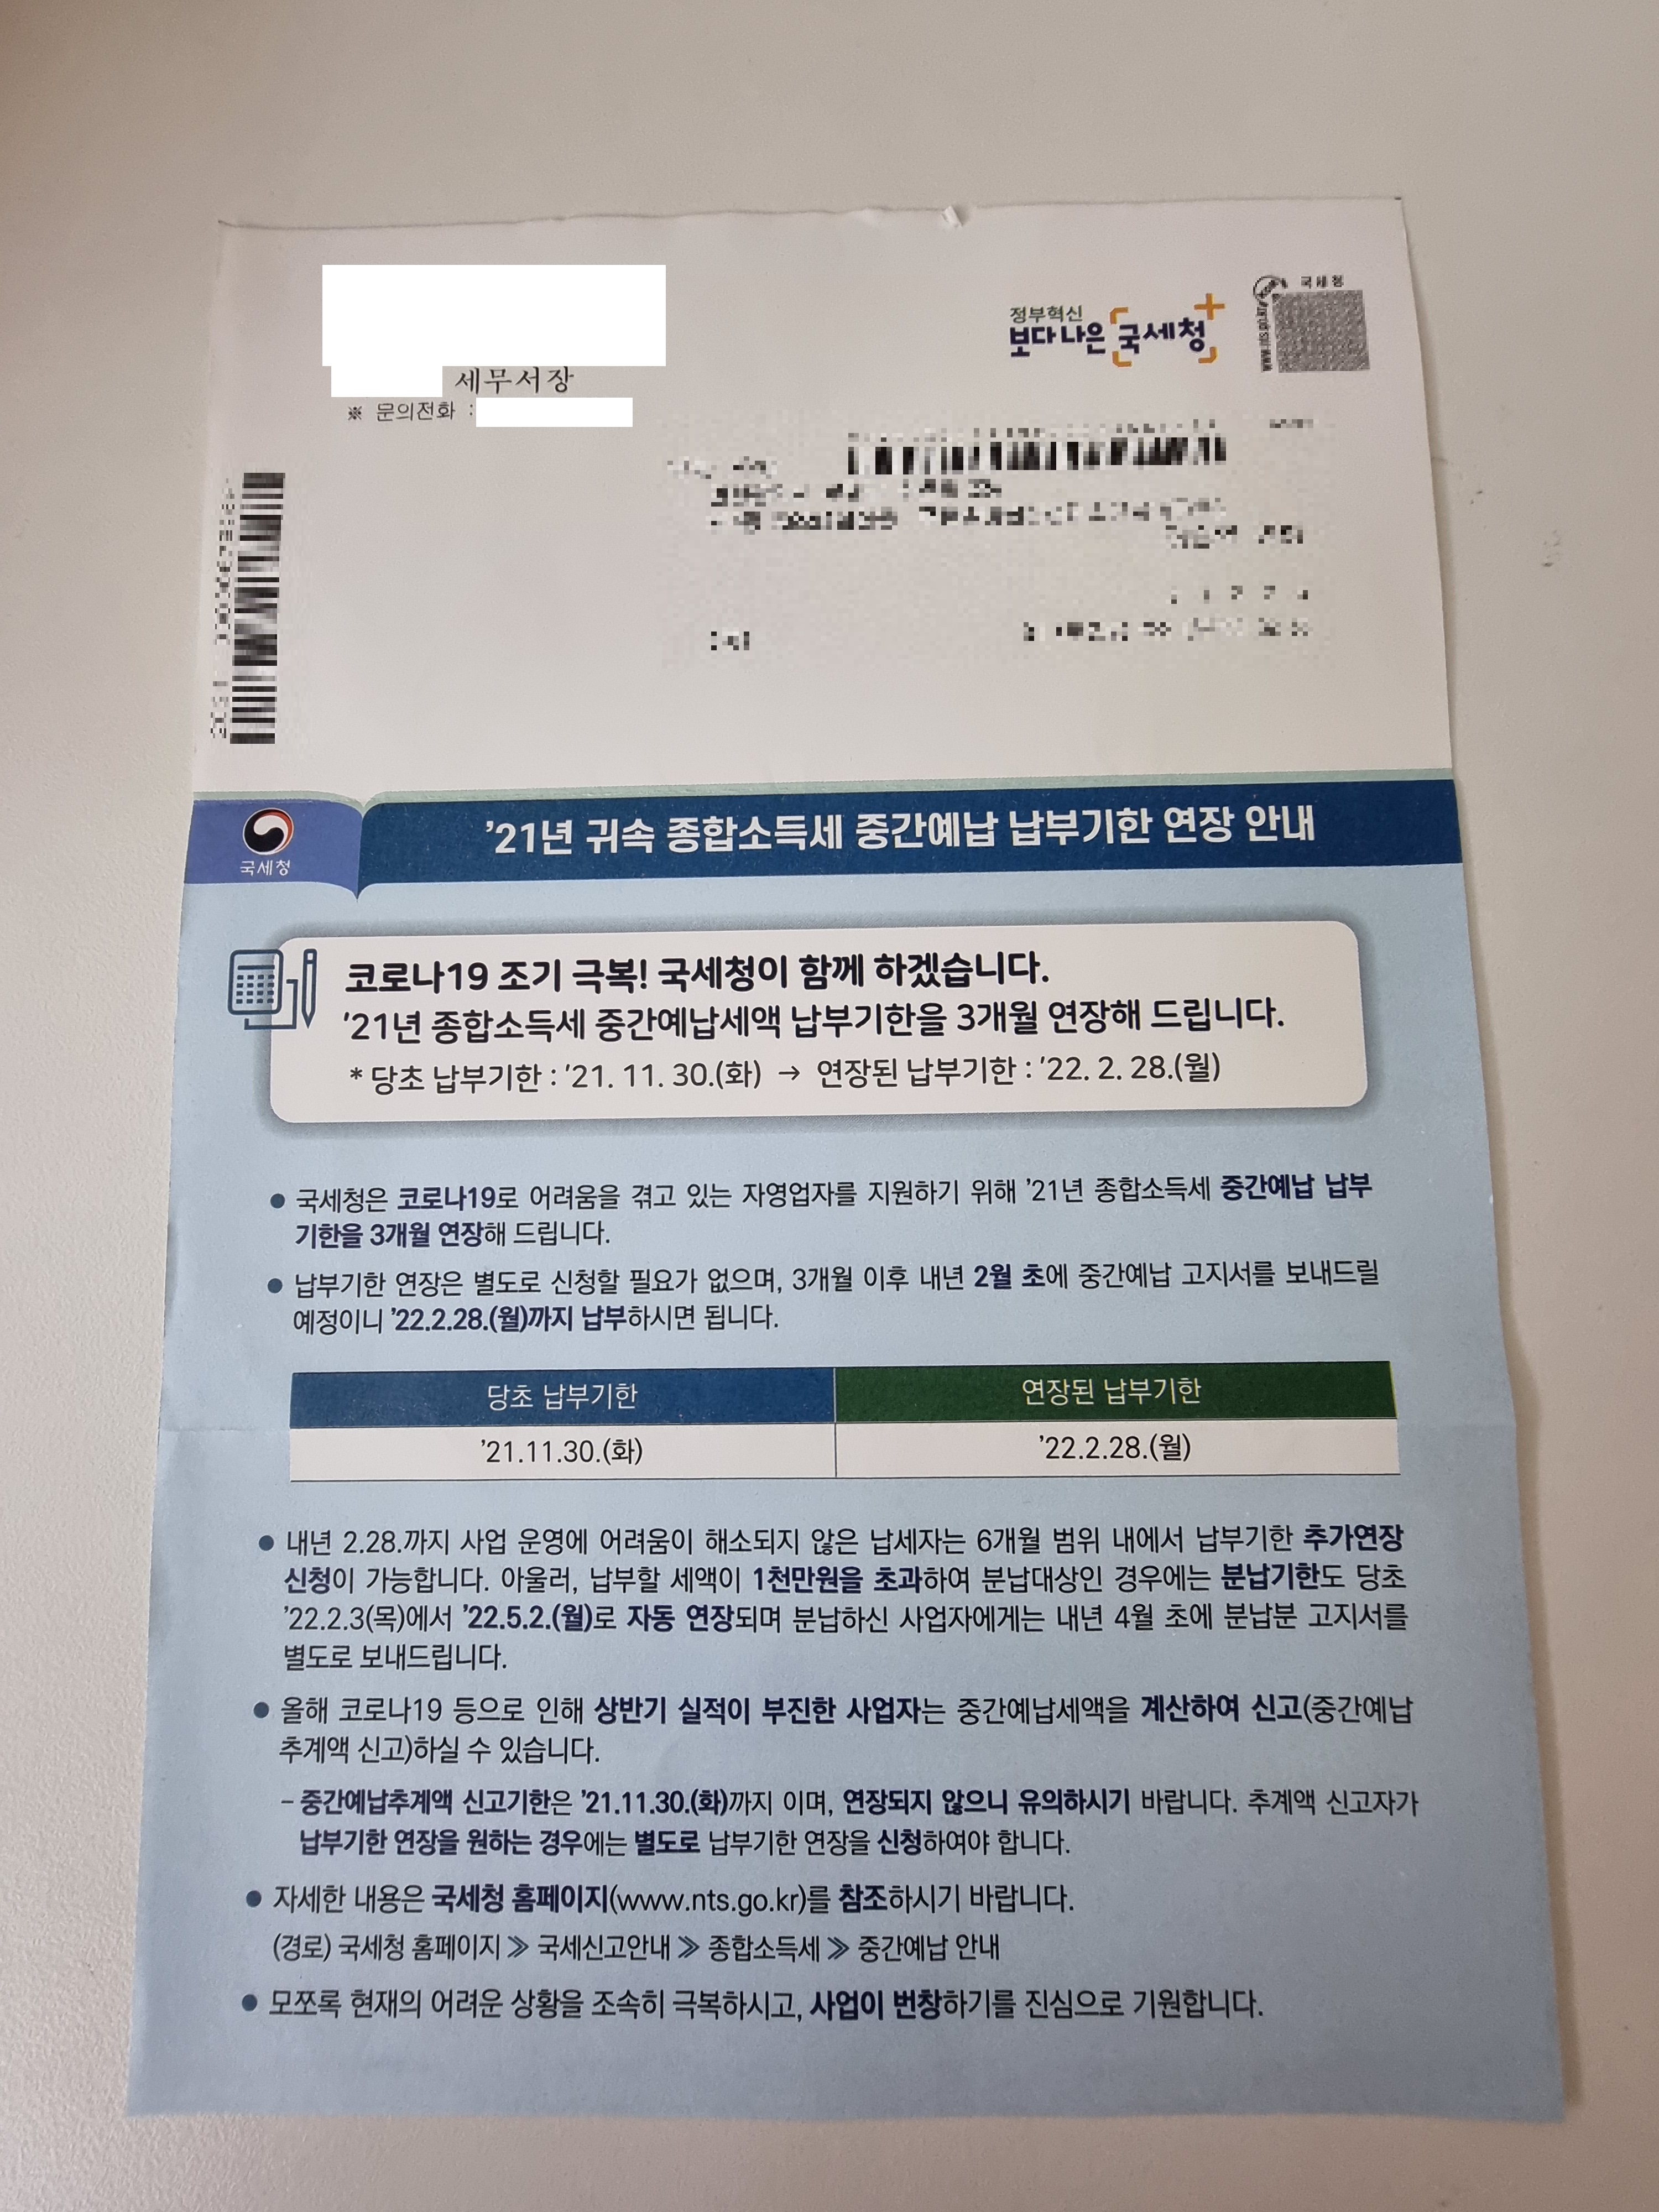 정부혁신
보다 나은 국세청
국세청
세무서장
※ 문의전화 :
'21년 귀속 종합소득세 중간예납 납부기한 연장 안내
국세청
코로나19 조기 극복! 국세청이 함께 하겠습니다.
'21년 종합소득세 중간예납세액 납부기한을 3개월 연장해 드립니다.
* 당초 납부기한 : '21. 11. 30.(화) → 연장된 납부기한 : '22. 2. 28.(월)
● 국세청은 코로나19로 어려움을 겪고 있는 자영업자를 지원하기 위해 '21년 종합소득세 중간예납 납부
기한을 3개월 연장해 드립니다.
● 납부기한 연장은 별도로 신청할 필요가 없으며, 3개월 이후 내년 2월 초에 중간예납 고지서를 보내드릴
예정이니 '22.2.28.(월)까지 납부하시면 됩니다.
당초 납부기한 연장된 납부기한
'21.11.30.(화) '22.2.28.(월)
● 내년 2.28.까지 사업 운영에 어려움이 해소되지 않은 납세자는 6개월 범위 내에서 납부기한 추가연장
신청이 가능합니다. 아울러, 납부할 세액이 1천만원을 초과하여 분납대상인 경우에는 분납기한도 당초
'22.2.3(목)에서 '22.5.2.(월)로 자동 연장되며 분납하신 사업자에게는 내년 4월 초에 분납분 고지서를
별도로 보내드립니다.
● 올해 코로나19 등으로 인해 상반기 실적이 부진한 사업자는 중간예납세액을 계산하여 신고(중간예납
추계액 신고)하실 수 있습니다.
– 중간예납추계액 신고기한은 '21.11.30.(화)까지 이며, 연장되지 않으니 유의하시기 바랍니다. 추계액 신고자가
납부기한 연장을 원하는 경우에는 별도로 납부기한 연장을 신청하여야 합니다.
● 자세한 내용은 국세청 홈페이지(www.nts.go.kr)를 참조하시기 바랍니다.
(경로) 국세청 홈페이지 ≫ 국세신고안내 ≫ 종합소득세 ≫ 중간예납 안내
● 모쪼록 현재의 어려운 상황을 조속히 극복하시고, 사업이 번창하기를 진심으로 기원합니다.